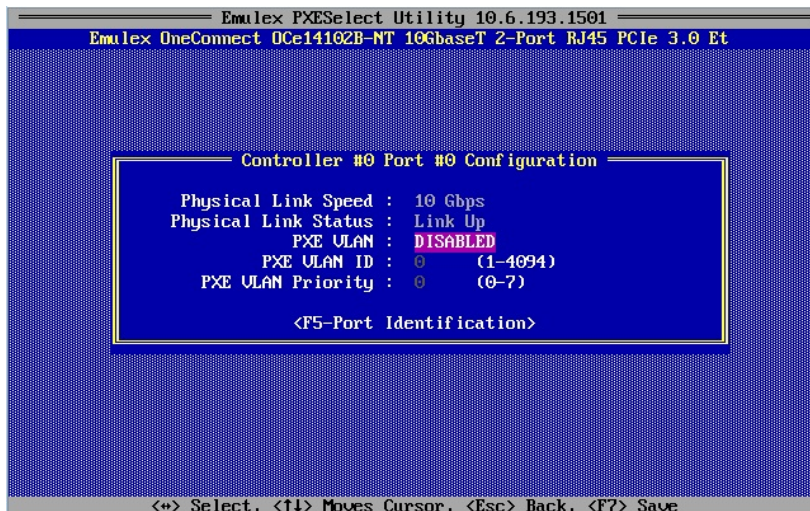 Emulex PXESelect Utility 10.6.193.1501
Emulex OneConnect OCe14102B-NT 10GbaseT 2-Port RJ45 PCIe 3.0 Et
Controller #0 Port #0 Configuration
Physical Link Speed : 10 Gbps
Physical Link Status : Link Up
PXE VLAN : DISABLED
PXE VLAN ID : 0 (1-4094)
PXE VLAN Priority : 0 (0-7)
<F5-Port Identification>
<↔> Select, <↑↓> Moves Cursor, <Esc> Back, <F7> Save